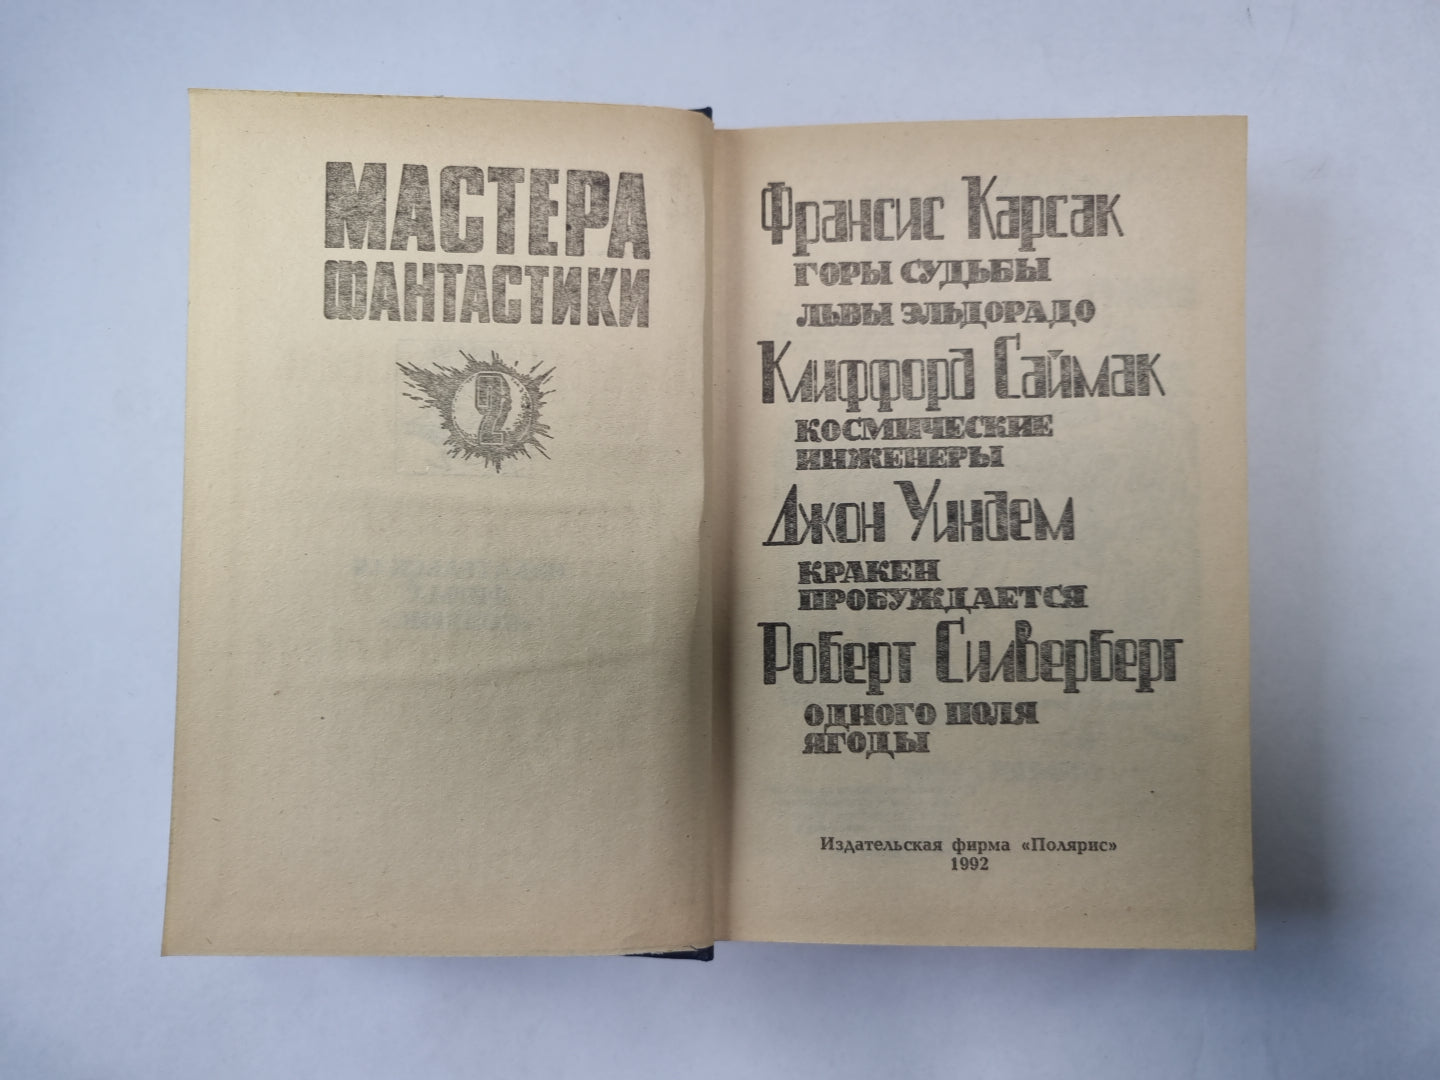 МАСТЕРА
ФАНТАСТИКИ
2
Франсис Карсак
ГОРЫ СУДЬБЫ
ЛЬВЫ ЭЛЬДОРАДО
Клиффорд Саймак
КОСМИЧЕСКИЕ
ИНЖЕНЕРЫ
Джон Уиндем
КРАКЕН
ПРОБУЖДАЕТСЯ
Роберт Силверберг
ОДНОГО ПОЛЯ
ЯГОДЫ
Издательская фирма «Полярис»
1992